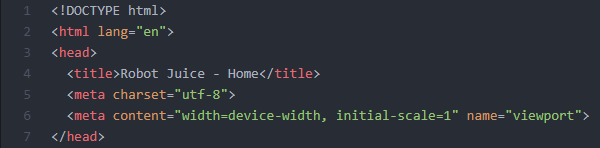 1 <!DOCTYPE html>
2 <html lang="en">
3 <head>
4   <title>Robot Juice - Home</title>
5   <meta charset="utf-8">
6   <meta content="width=device-width, initial-scale=1" name="viewport">
7 </head>